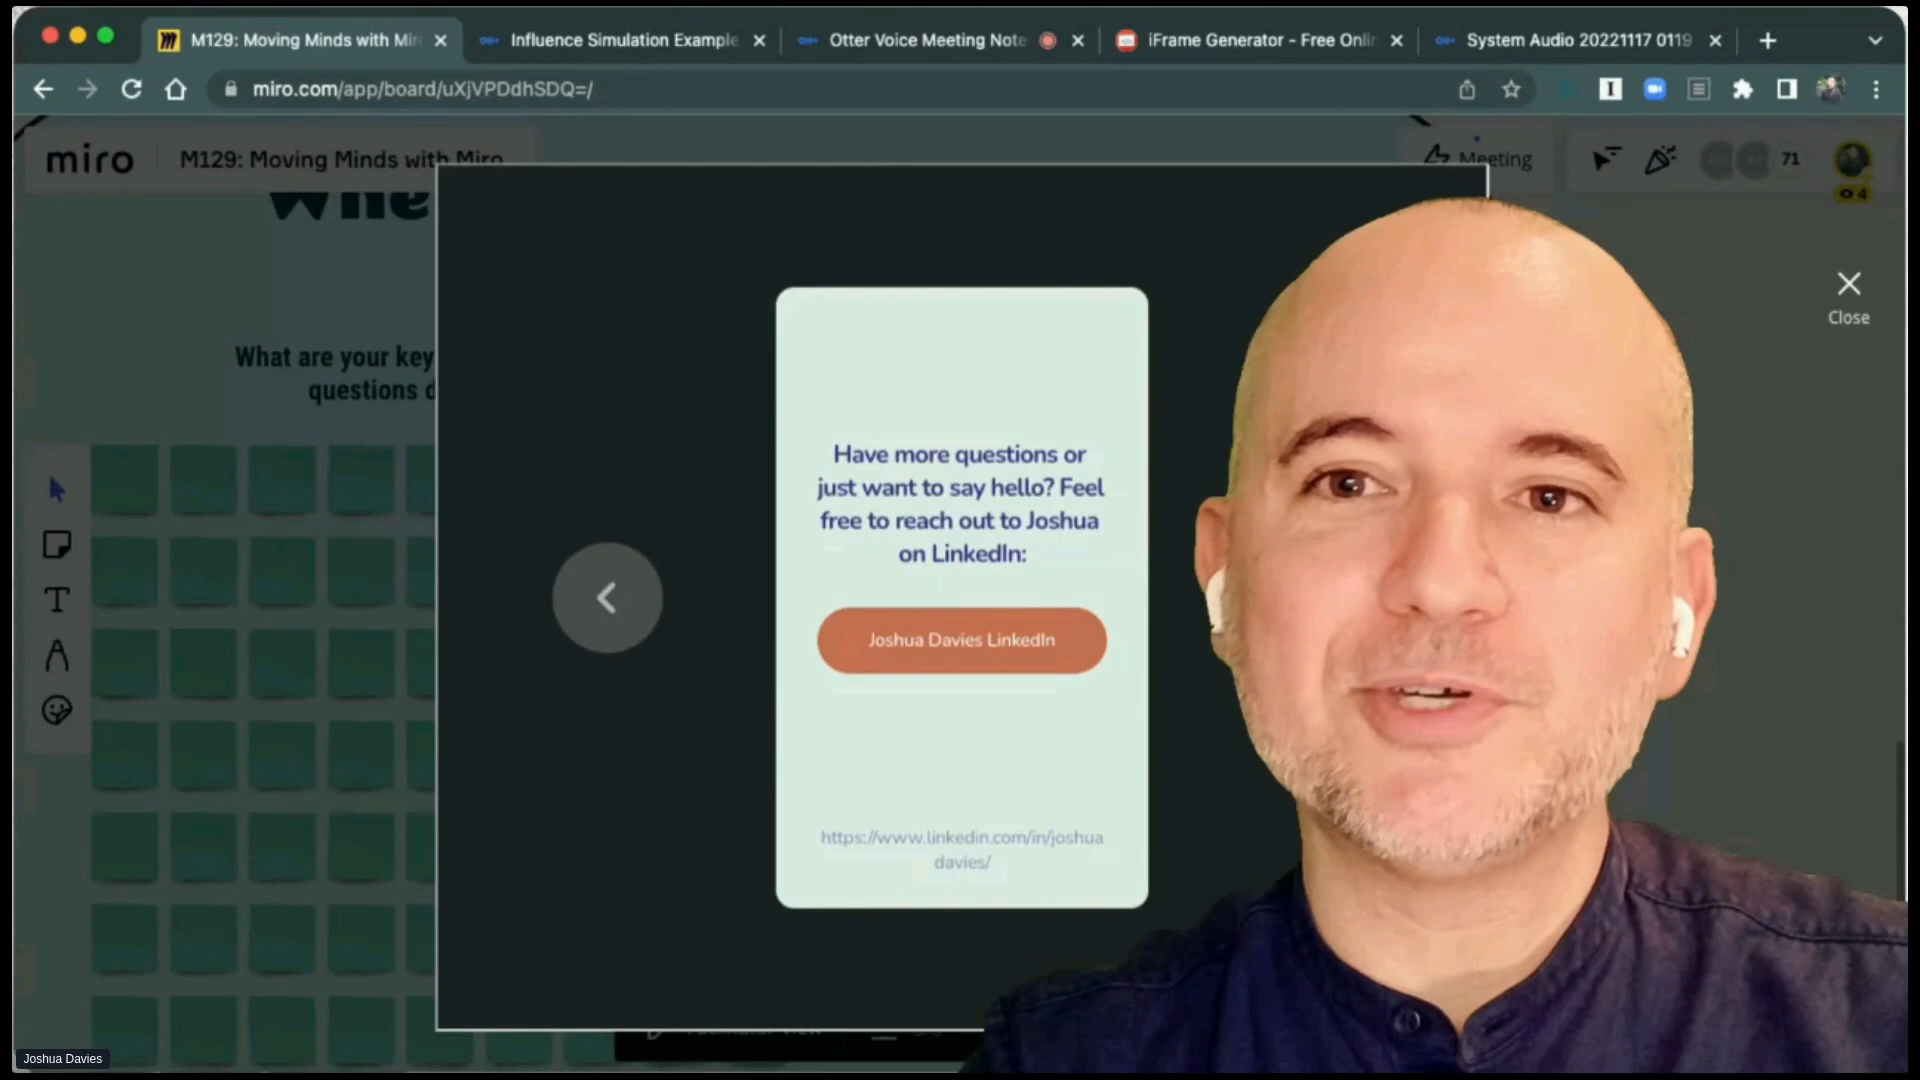 M129: Moving Minds with Mir
Influence Simulation Example
Otter Voice Meeting Note
iFrame Generator - Free Onlin
System Audio 20221117 0119
miro.com/app/board/uXjVPDdhSDQ=/
miro
M129: Moving Minds with Miro
Meeting
71
4
Whe
What are your key
questions
Close
Have more questions or
just want to say hello? Feel
free to reach out to Joshua
on LinkedIn:
Joshua Davies LinkedIn
https://www.linkedin.com/in/joshua
davies/
Joshua Davies